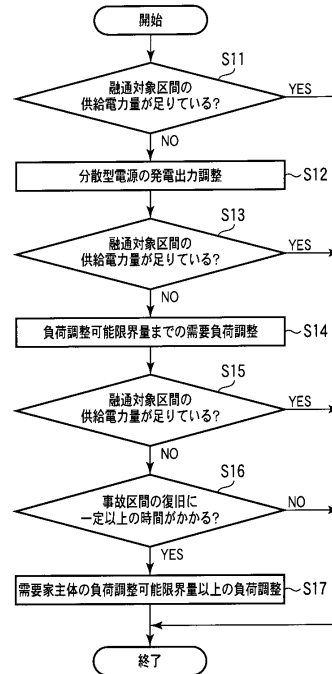 開始
S11
融通対象区間の
供給電力量が足りている?
YES
NO
分散型電源の発電出力調整
S12
S13
融通対象区間の
供給電力量が足りている?
YES
NO
負荷調整可能限界量までの需要負荷調整
S14
S15
融通対象区間の
供給電力量が足りている?
YES
NO
S16
事故区間の復旧に
一定以上の時間がかかる?
NO
YES
需要家主体の負荷調整可能限界量以上の負荷調整
S17
終了